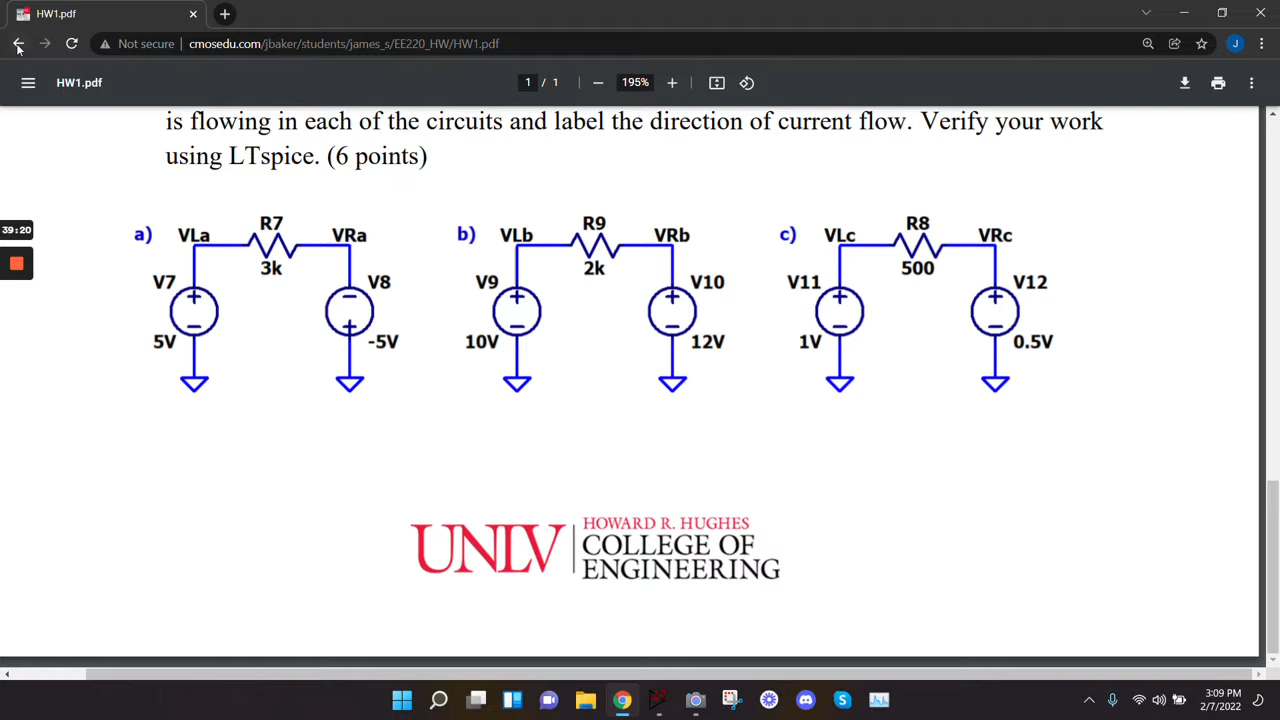 HW1.pdf
Not secure | cmosedu.com/jbaker/students/james_s/EE220_HW/HW1.pdf
J
HW1.pdf
1 / 1
195%
is flowing in each of the circuits and label the direction of current flow. Verify your work
using LTspice. (6 points)
39:20
a) VLa R7 VRa
3k
V7 + - V8
5V - + -5V
b) VLb R9 VRb
2k
V9 + + V10
10V - - 12V
c) VLc R8 VRc
500
V11 + + V12
1V - - 0.5V
UNLV
HOWARD R. HUGHES
COLLEGE OF
ENGINEERING
3:09 PM
2/7/2022